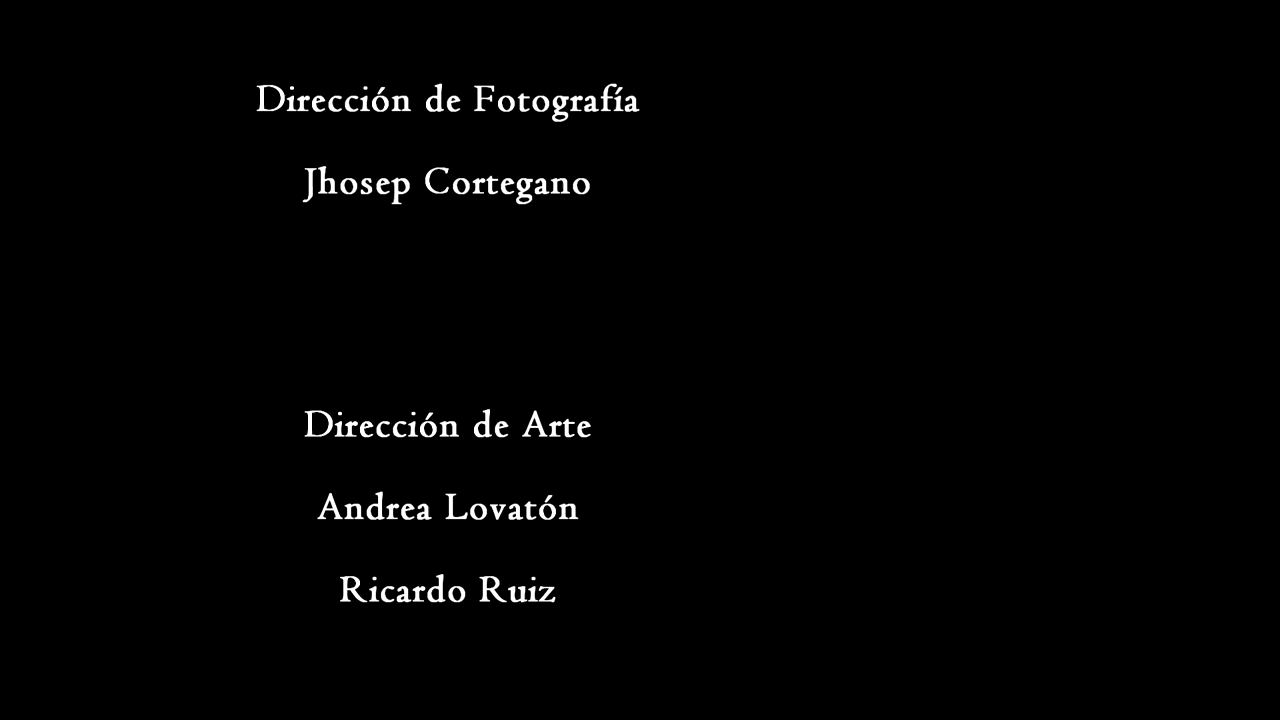 Dirección de Fotografía
Jhosep Cortegano
Dirección de Arte
Andrea Lovatón
Ricardo Ruiz